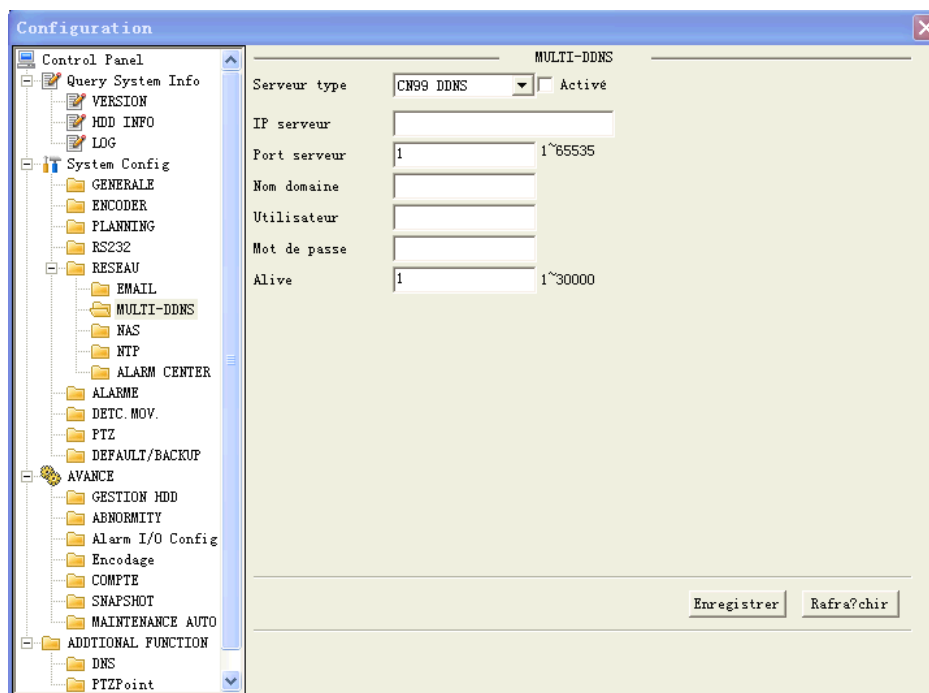 Configuration
Control Panel
Query System Info
VERSION
HDD INFO
LOG
System Config
GENERALE
ENCODER
PLANNING
RS232
RESEAU
EMAIL
MULTI-DDNS
NAS
NTP
ALARM CENTER
ALARME
DETC.MOV.
PTZ
DEFAULT/BACKUP
AVANCE
GESTION HDD
ABNORMITY
Alarm I/O Config
Encodage
COMPTE
SNAPSHOT
MAINTENANCE AUTO
ADDTIONAL FUNCTION
DNS
PTZPoint
MULTI-DDNS
Serveur type CN99 DDNS Activé
IP serveur
Port serveur 1 1~65535
Nom domaine
Utilisateur
Mot de passe
Alive 1 1~30000
Enregistrer Rafra?chir